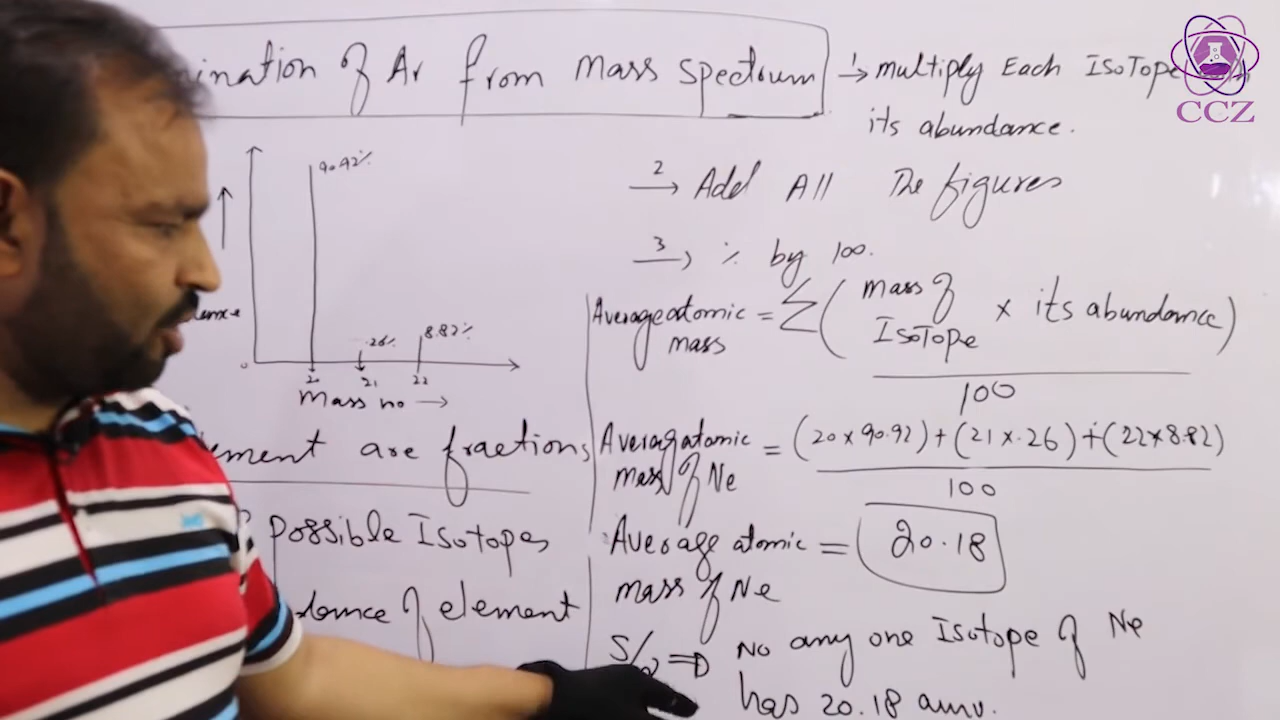 mination of Ar from mass spectrum
1 → multiply Each IsoTope
its abundance.
2 → Add All The figures
3 → % by 100.
CCZ
90.92%
.26%
8.82%
20 21 22
Mass no →
ement are fractions
possible Isotopes
dance of element
Average atomic mass = Σ( mass of IsoTope × its abundance)
100
Average atomic mass of Ne = (20×90.92)+(21×.26)+(22×8.82)
100
Average atomic mass of Ne = 20.18
⇒ No any one Isotope of Ne
has 20.18 amu.